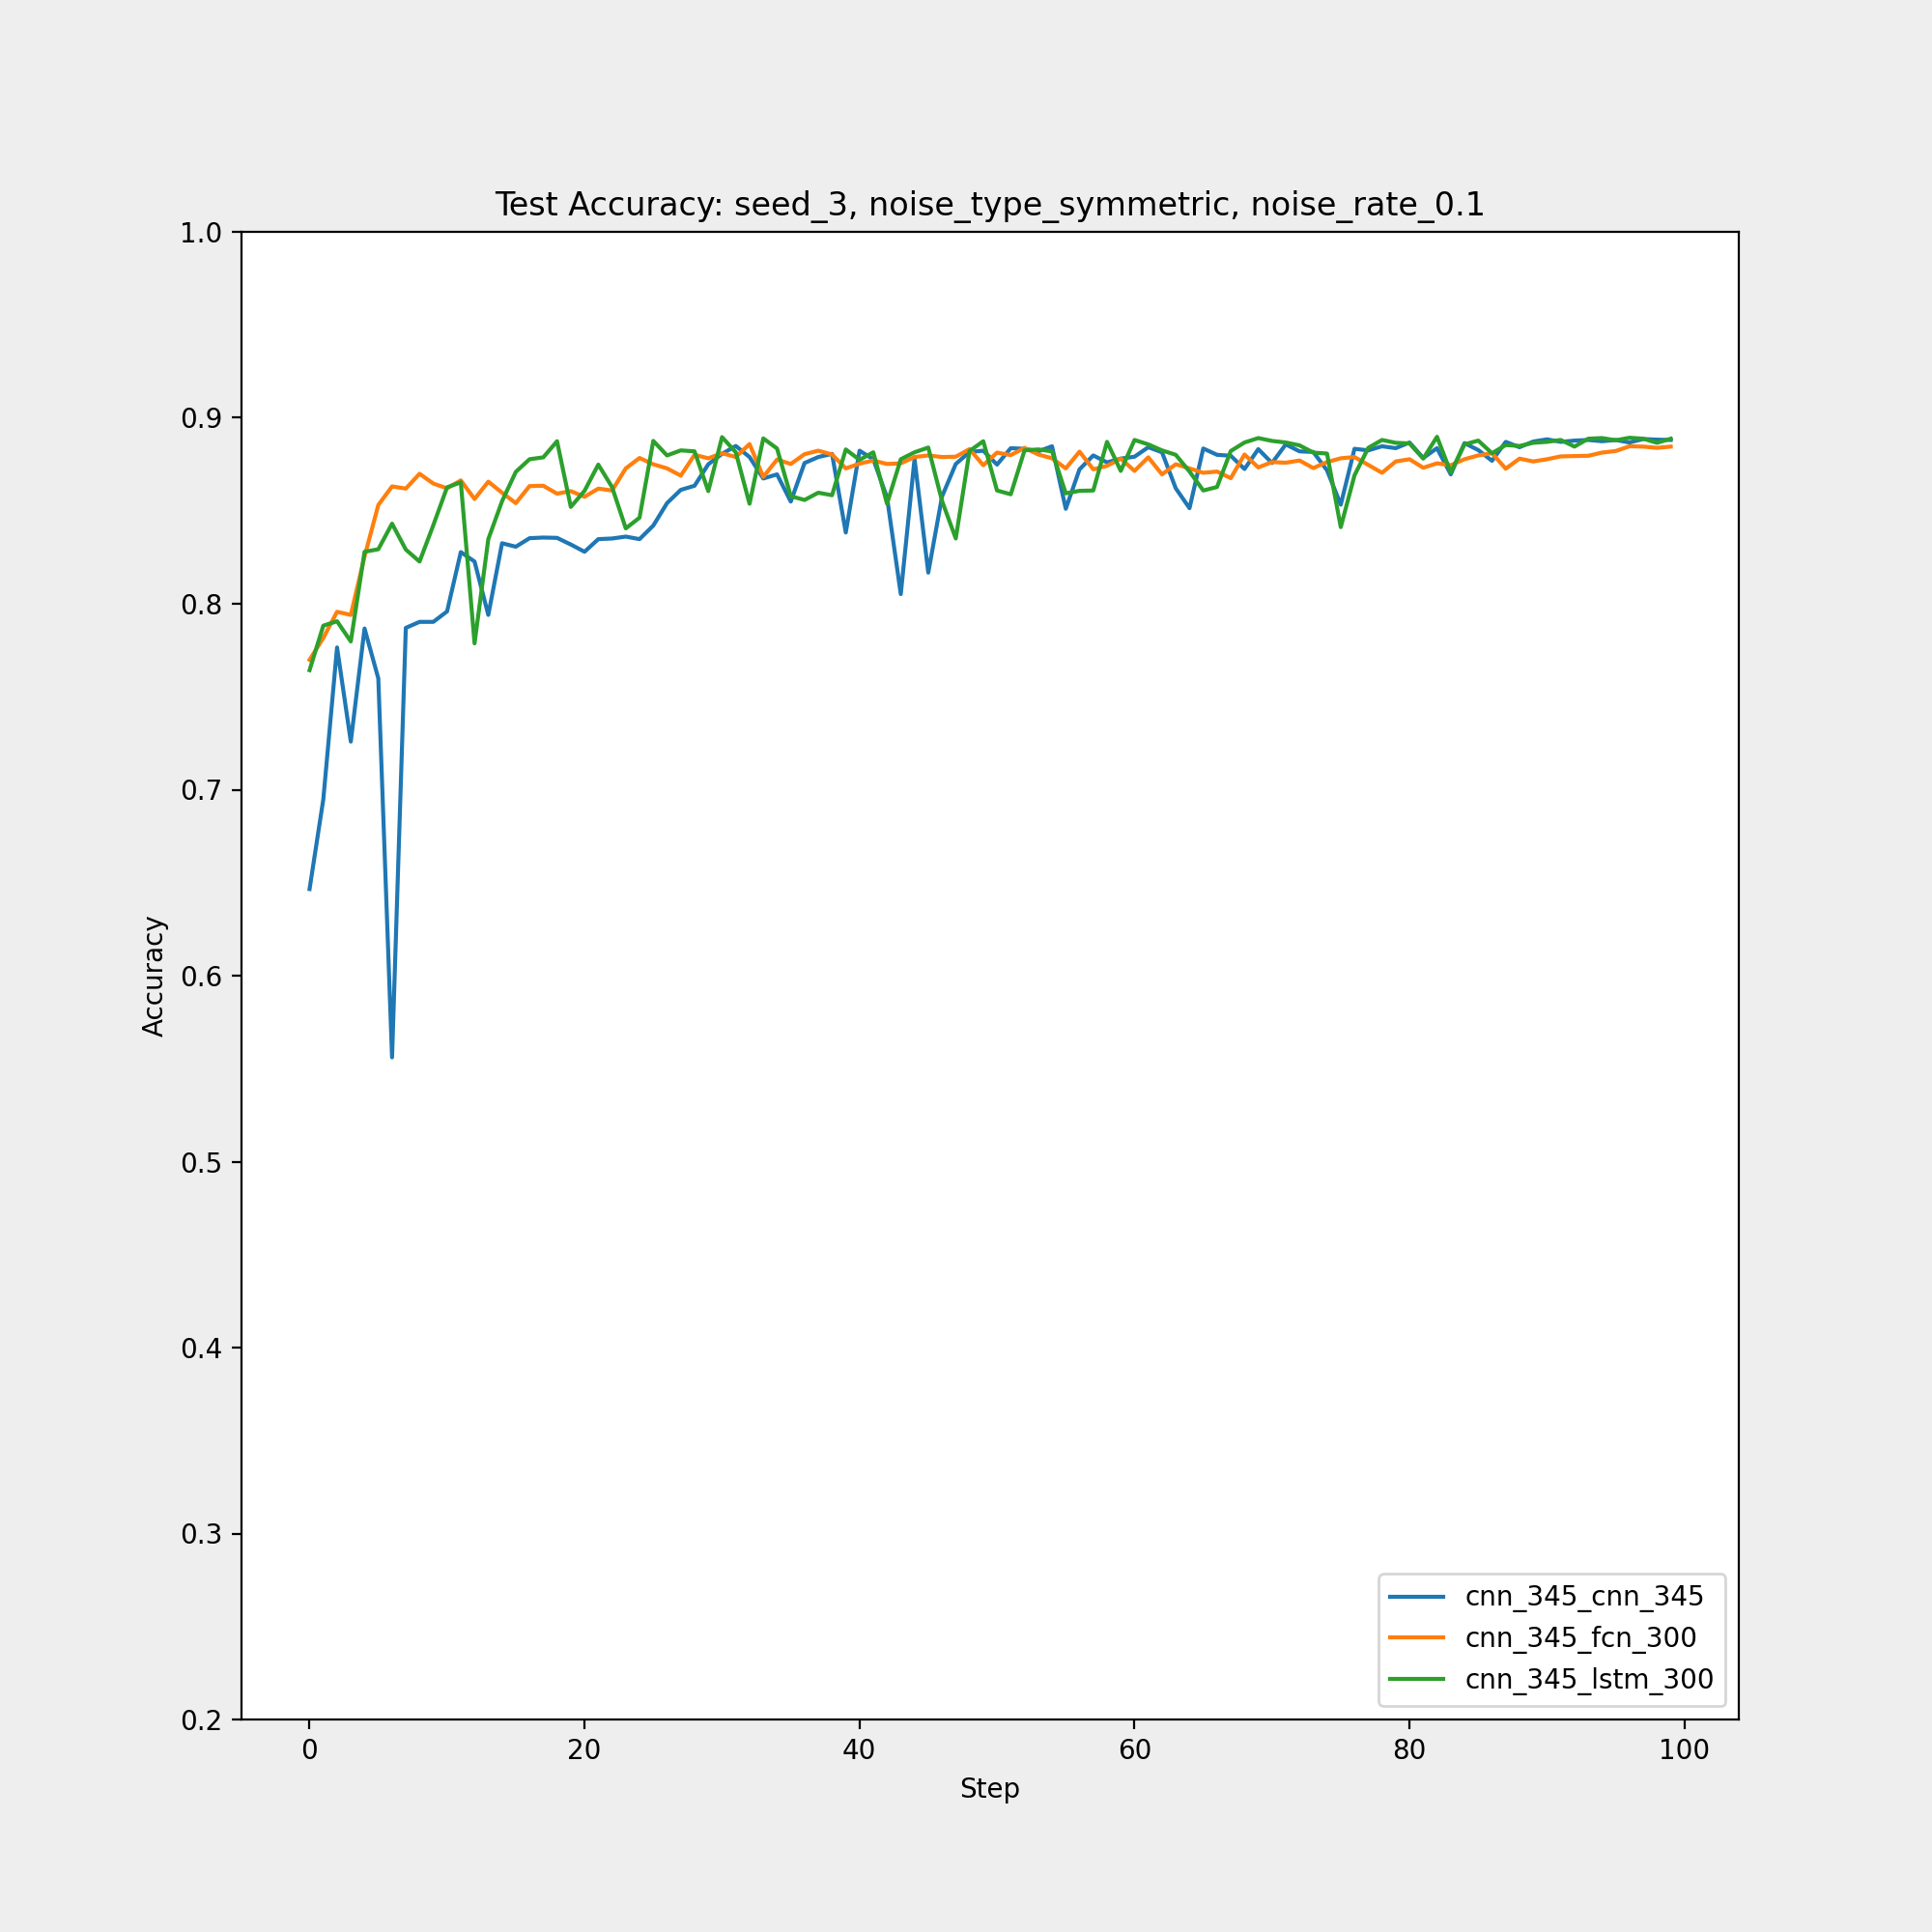 Test Accuracy: seed_3, noise_type_symmetric, noise_rate_0.1
1.0
0.9
0.8
0.7
0.6
0.5
0.4
0.3
0.2
Accuracy
0
20
40
60
80
100
Step
cnn_345_cnn_345
cnn_345_fcn_300
cnn_345_lstm_300